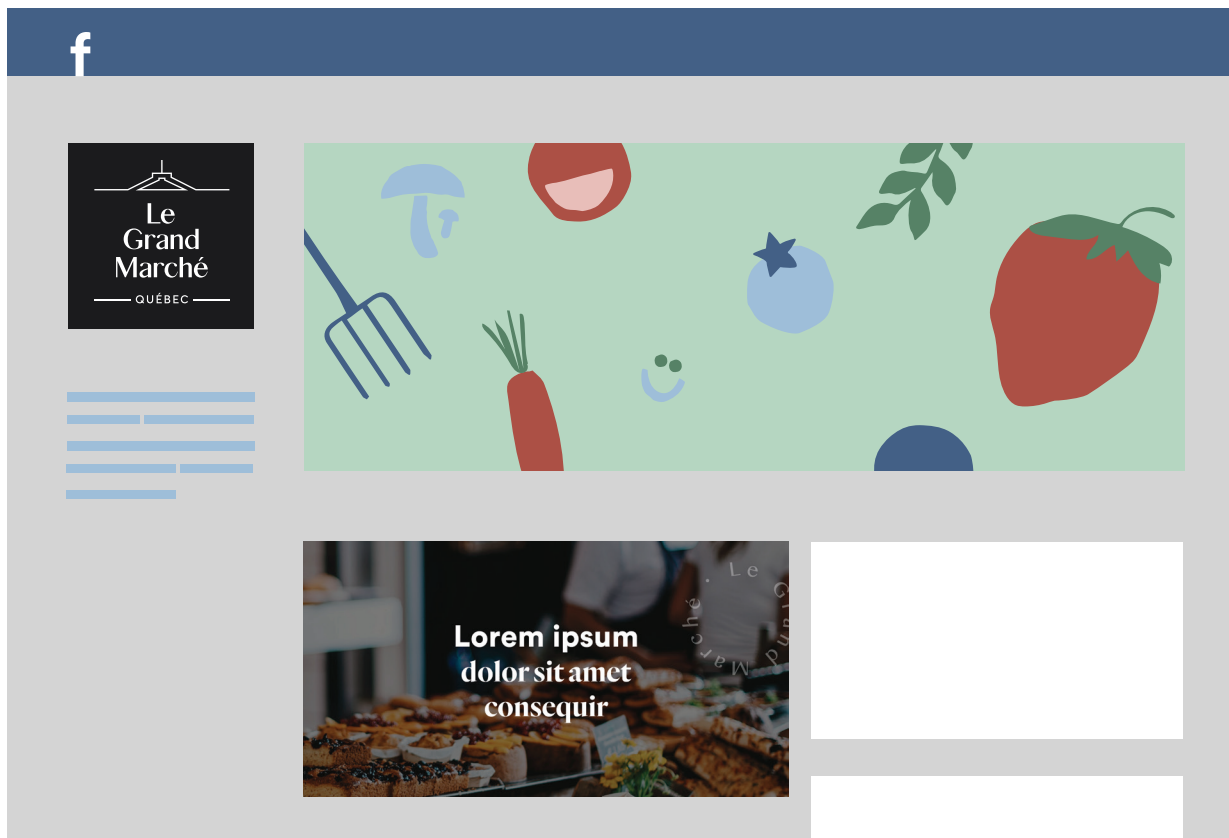 f
Le
Grand
Marché
QUÉBEC
Lorem ipsum
dolor sit amet
consequir
Le Grand Marché ·